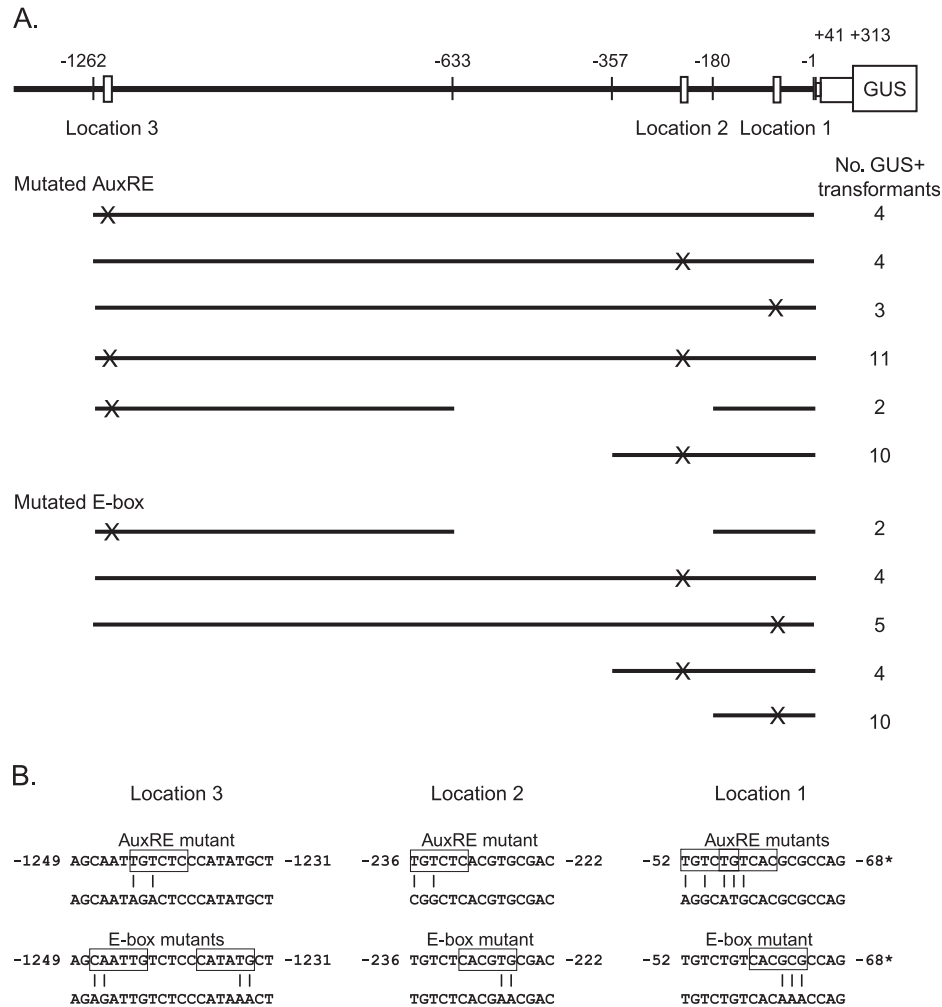 A.
+41 +313
-1262 -633 -357 -180 -1
GUS
Location 3 Location 2 Location 1
No. GUS+
transformants
Mutated AuxRE
4
4
3
11
2
10
Mutated E-box
2
4
5
4
10
B.
Location 3 Location 2 Location 1
AuxRE mutant AuxRE mutant AuxRE mutants
-1249 AGCAATTGTCTCCCATATGCT -1231 -236 TGTCTCACGTGCGAC -222 -52 TGTCTGTCACGCGCCAG -68*
AGCAATAGACTCCCATATGCT CGGCTCACGTGCGAC AGGCATGCACGCGCCAG
E-box mutants E-box mutant E-box mutant
-1249 AGCAATTGTCTCCCATATGCT -1231 -236 TGTCTCACGTGCGAC -222 -52 TGTCTGTCACGCGCCAG -68*
AGAGATTGTCTCCCATAAACT TGTCTCACGAACGAC TGTCTGTCACAAACCAG